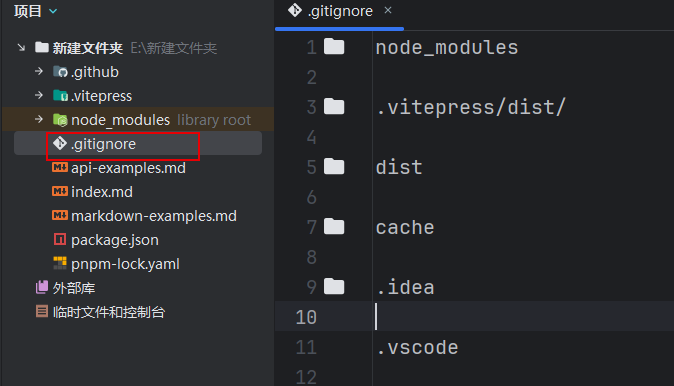 项目
新建文件夹 E:\新建文件夹
.github
.vitepress
node_modules library root
.gitignore
api-examples.md
index.md
markdown-examples.md
package.json
pnpm-lock.yaml
外部库
临时文件和控制台
.gitignore
1 node_modules
2
3 .vitepress/dist/
4
5 dist
6
7 cache
8
9 .idea
10
11 .vscode